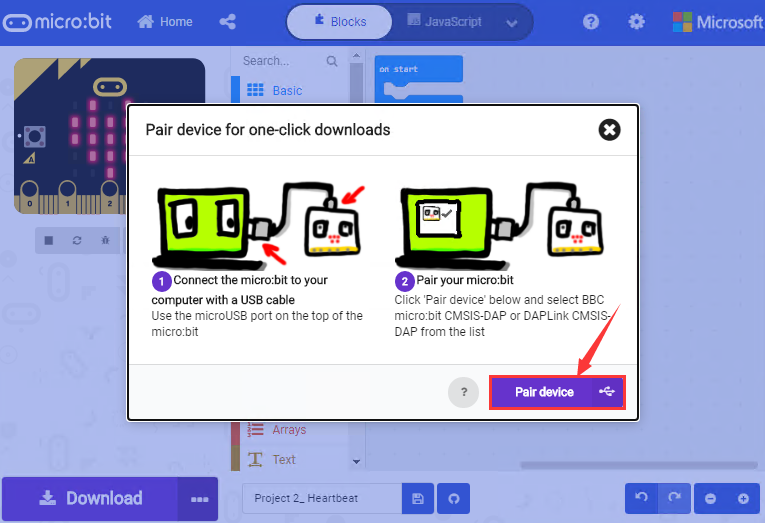 micro:bit Home Blocks JavaScript Microsoft
Search...
Basic
on start
A
0 1 2
Pair device for one-click downloads
1 Connect the micro:bit to your
computer with a USB cable
Use the microUSB port on the top of the
micro:bit
2 Pair your micro:bit
Click 'Pair device' below and select BBC
micro:bit CMSIS-DAP or DAPLink CMSIS-
DAP from the list
? Pair device
Arrays
Text
Download
Project 2_ Heartbeat